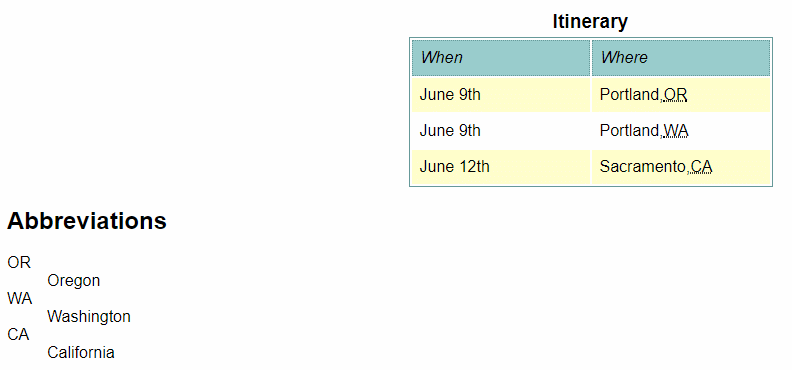 Itinerary
When Where
June 9th Portland,OR
June 9th Portland,WA
June 12th Sacramento,CA
Abbreviations
OR
Oregon
WA
Washington
CA
California